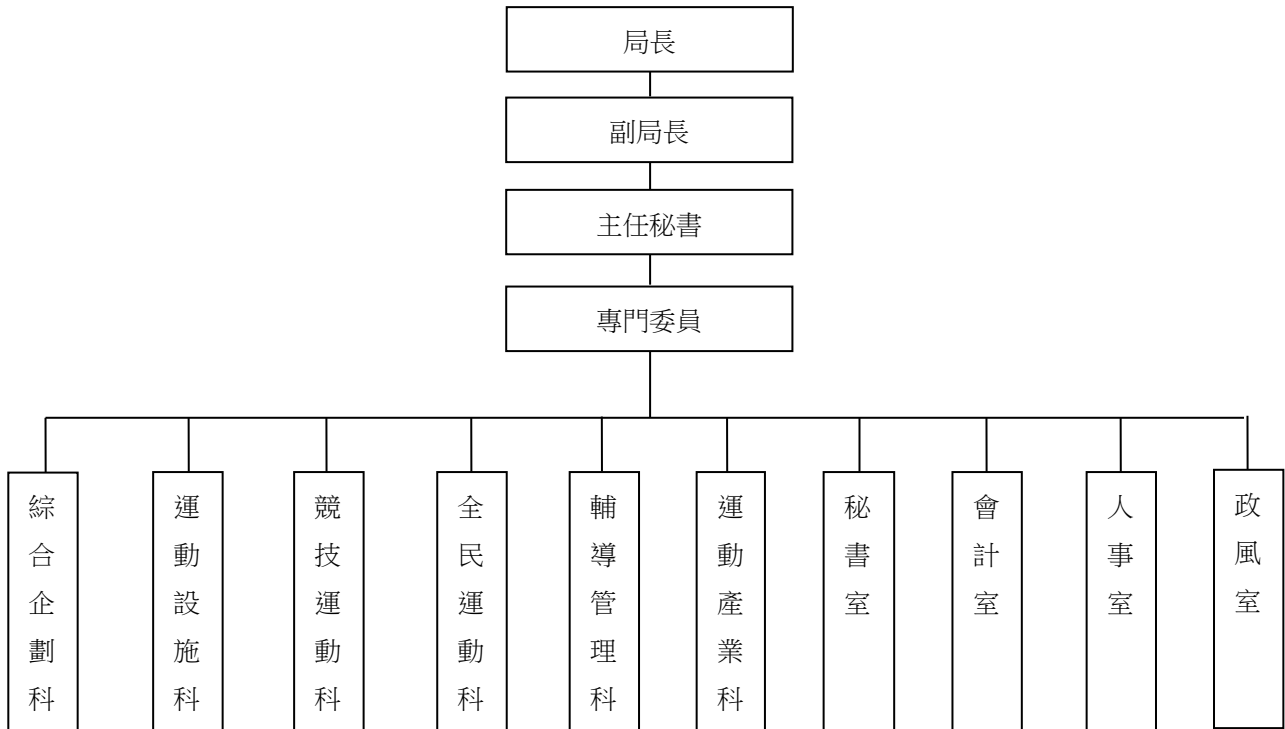 局長
副局長
主任秘書
專門委員
綜合企劃科
運動設施科
競技運動科
全民運動科
輔導管理科
運動產業科
秘書室
會計室
人事室
政風室